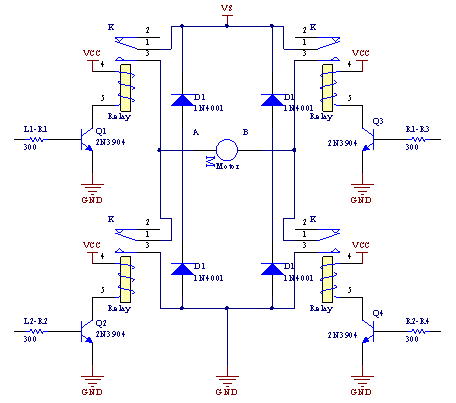 VS
K 2 2 K
1 1
VCC 3 3 VCC
4 4
D1 D1
5 1N4001 1N4001 5
Relay Relay
L1-R1 Q1 A B Q3 R1-R3
300 2N3904 2N3904 300
M Motor
GND GND
K 2 2 K
1 1
VCC 3 3 VCC
4 4
D1 D1
1N4001 1N4001
5 5
Relay Relay
L2-R2 Q2 Q4 R2-R4
300 2N3904 2N3904 300
GND GND GND